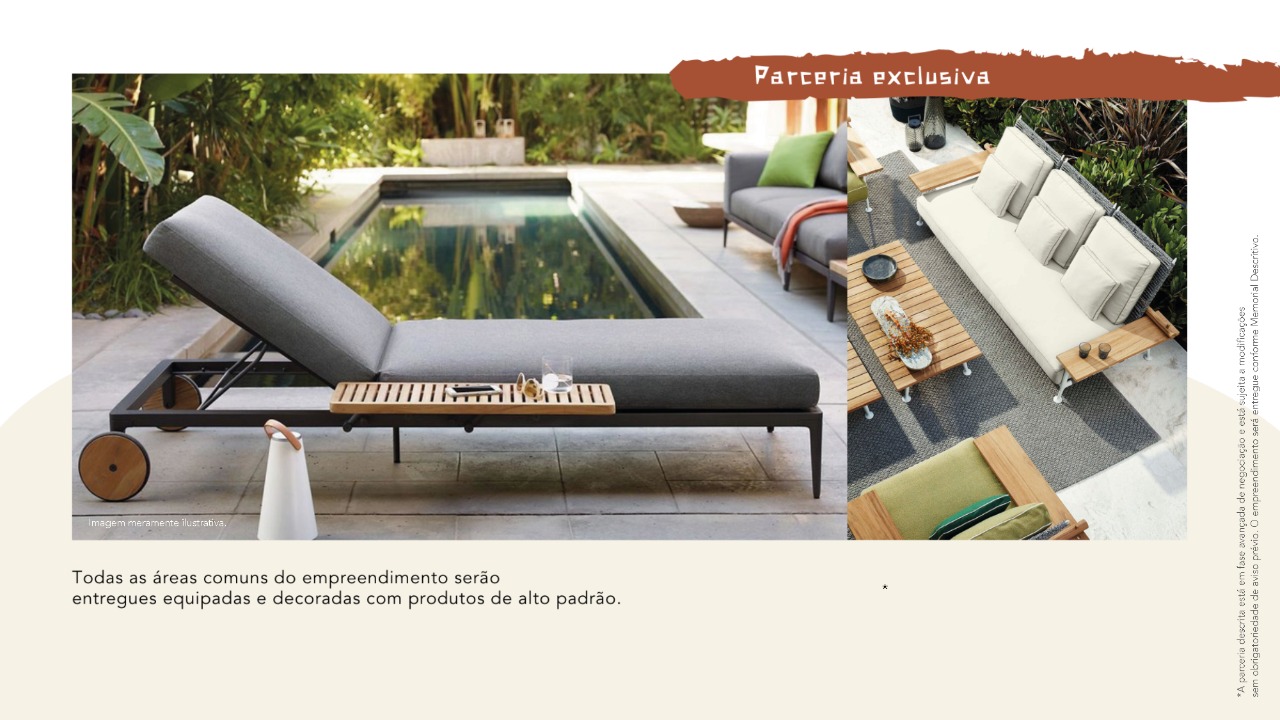 Parceria exclusiva
Imagem meramente ilustrativa.
Todas as áreas comuns do empreendimento serão
entregues equipadas e decoradas com produtos de alto padrão.
*
*A parceria descrita está em fase avançada de negociação e está sujeita a modificações
sem obrigatoriedade de aviso prévio. O empreendimento será entregue conforme Memorial Descritivo.